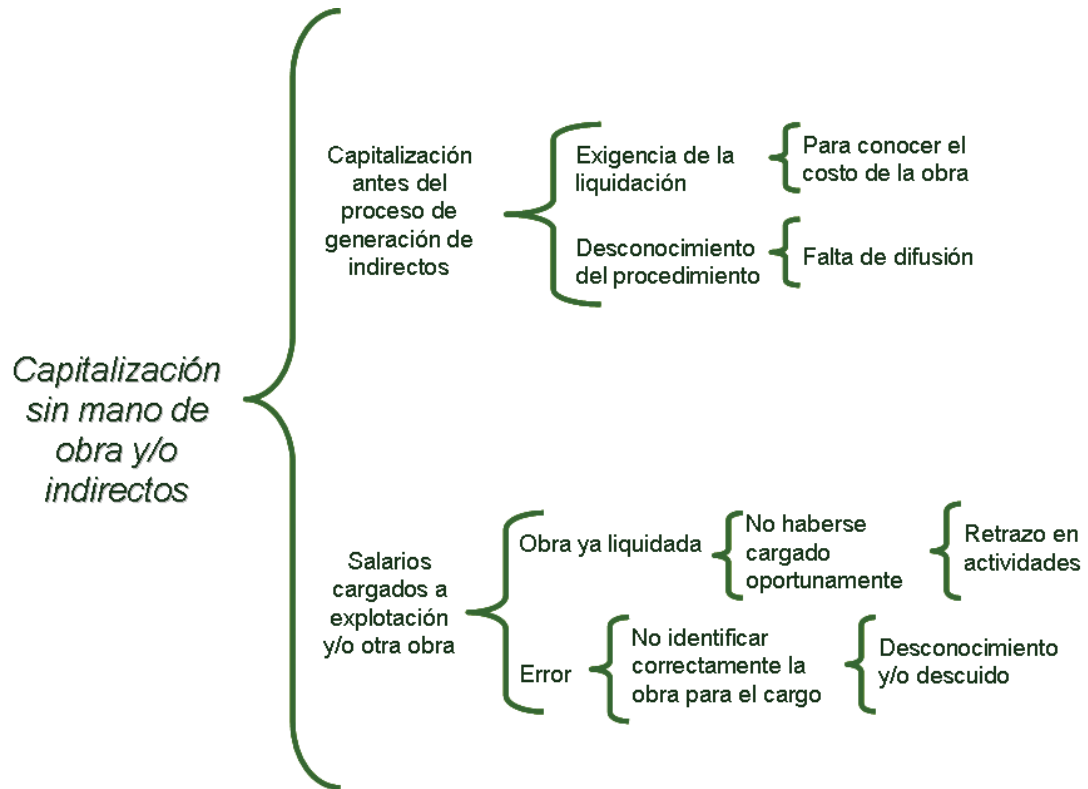 Capitalización
sin mano de
obra y/o
indirectos
Capitalización
antes del
proceso de
generación de
indirectos
Exigencia de la
liquidación
Para conocer el
costo de la obra
Desconocimiento
del procedimiento
Falta de difusión
Salarios
cargados a
explotación
y/o otra obra
Obra ya liquidada
No haberse
cargado
oportunamente
Retrazo en
actividades
Error
No identificar
correctamente la
obra para el cargo
Desconocimiento
y/o descuido